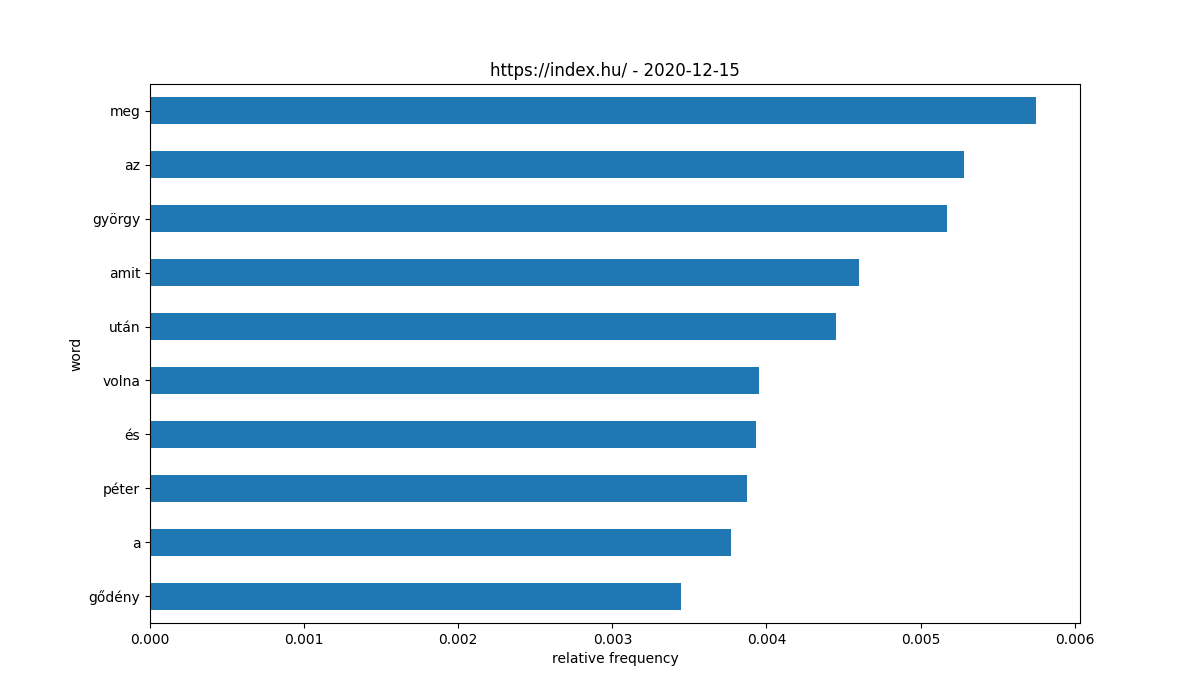 https://index.hu/ - 2020-12-15
meg
az
györgy
amit
után
volna
és
péter
a
gődény
word
0.000 0.001 0.002 0.003 0.004 0.005 0.006
relative frequency